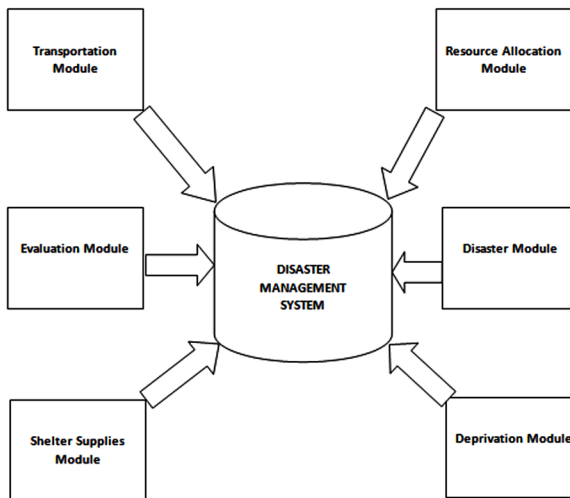 Transportation
Module
Resource Allocation
Module
Evaluation Module
DISASTER
MANAGEMENT
SYSTEM
Disaster Module
Shelter Supplies
Module
Deprivation Module